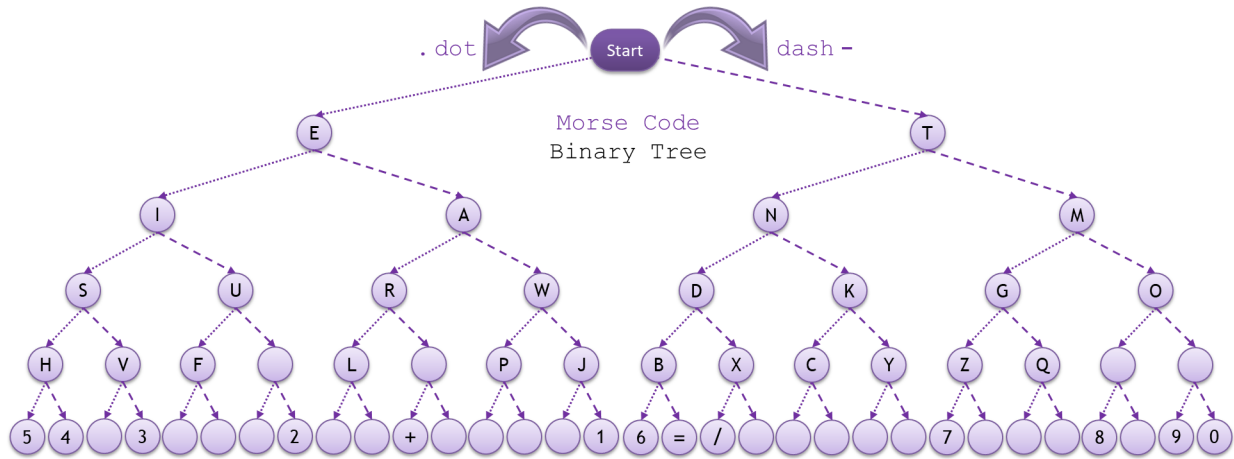 . dot Start dash -
Morse Code
Binary Tree
E T
I A N M
S U R W D K G O
H V F L P J B X C Y Z Q
5 4 3 2 + 1 6 = / 7 8 9 0